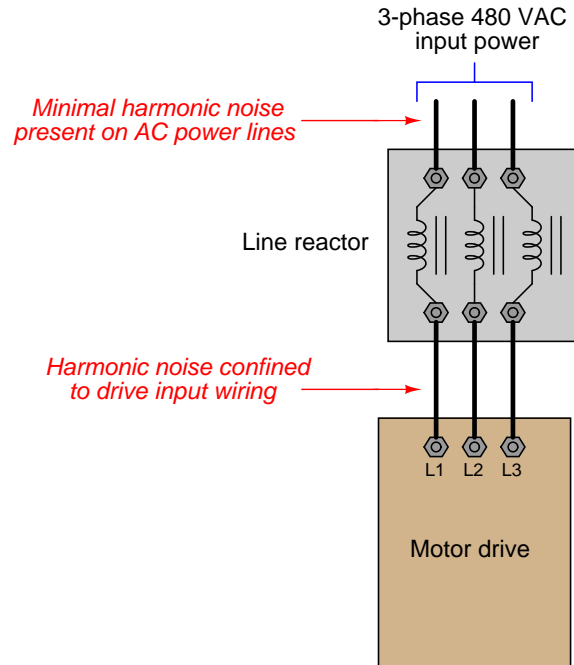 3-phase 480 VAC
input power
Minimal harmonic noise
present on AC power lines
Line reactor
Harmonic noise confined
to drive input wiring
L1 L2 L3
Motor drive